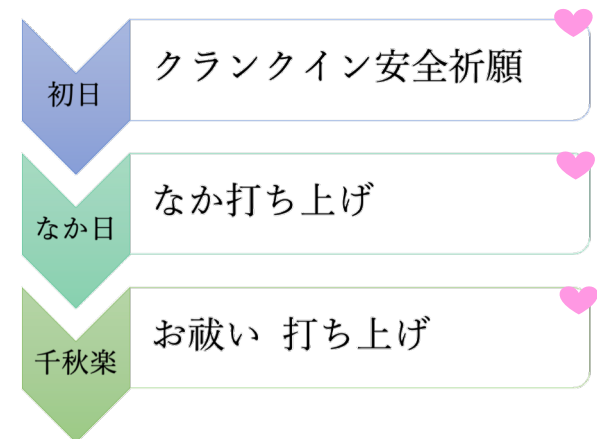 初日
クランクイン安全祈願
なか日
なか打ち上げ
千秋楽
お祓い 打ち上げ